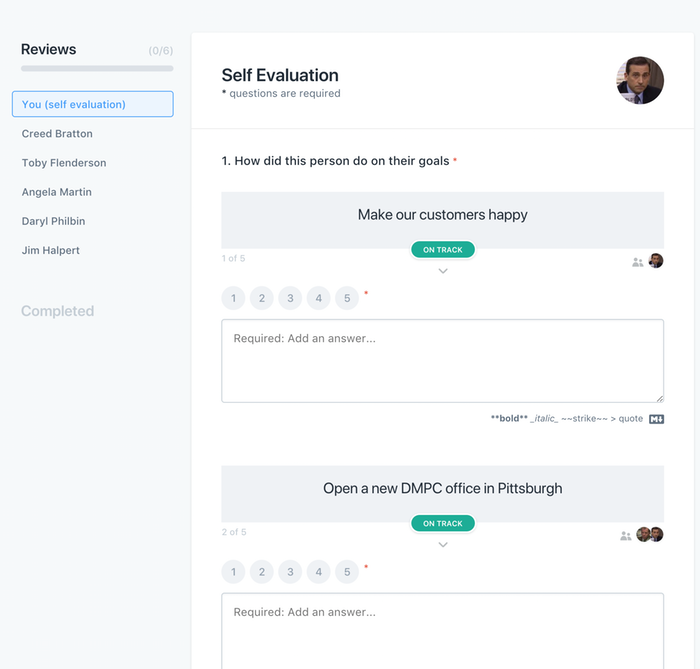 Reviews (0/6)
You (self evaluation)
Creed Bratton
Toby Flenderson
Angela Martin
Daryl Philbin
Jim Halpert
Completed
Self Evaluation
* questions are required
1. How did this person do on their goals *
Make our customers happy
ON TRACK
1 of 5
1 2 3 4 5 *
Required: Add an answer...
**bold** _italic_ ~~strike~~ > quote M
Open a new DMPC office in Pittsburgh
ON TRACK
2 of 5
1 2 3 4 5 *
Required: Add an answer...